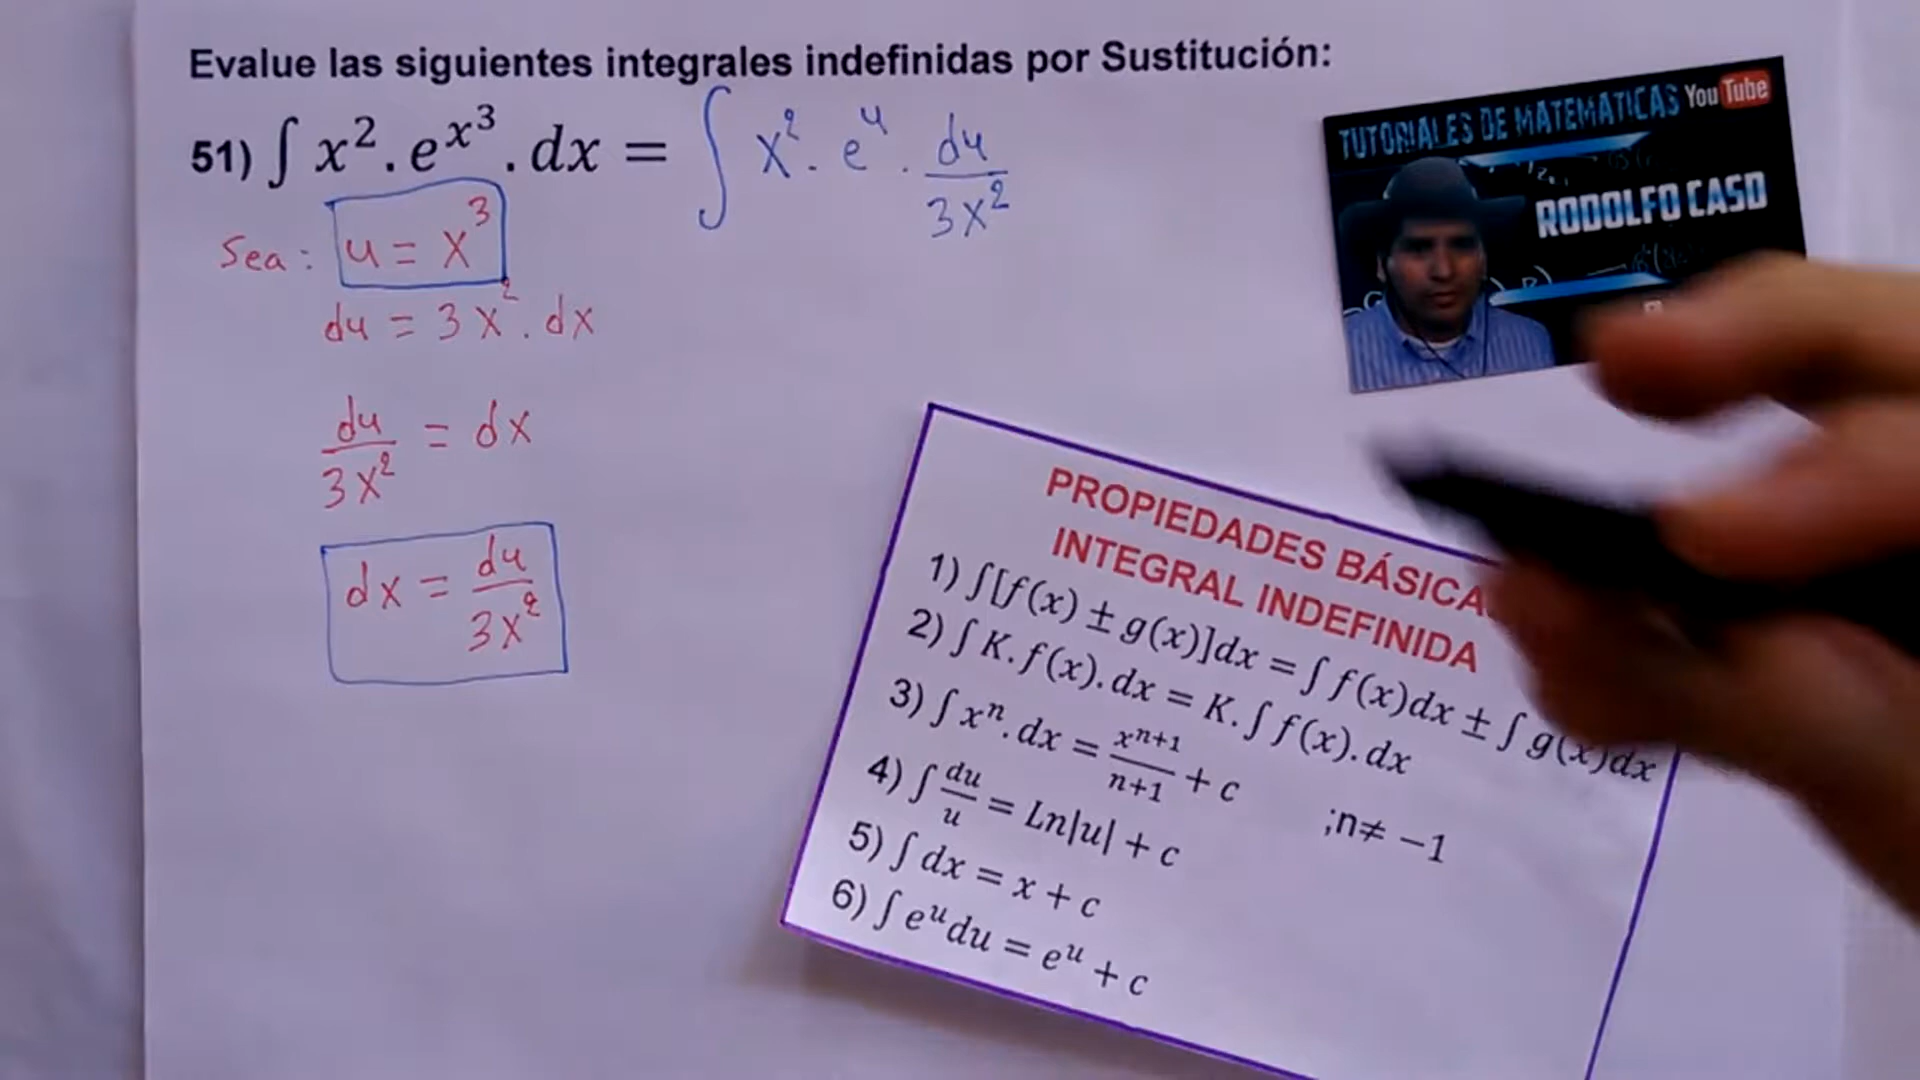 Evalue las siguientes integrales indefinidas por Sustitución:
51) ∫ x². e^{x³}. dx = ∫ x². e^u . du/3x²
Sea: u = x³
du = 3x². dx
du/3x² = dx
dx = du/3x²
TUTORIALES DE MATEMATICAS YouTube
RODOLFO CASO
PROPIEDADES BÁSICA
INTEGRAL INDEFINIDA
1) ∫[f(x) ± g(x)]dx = ∫ f(x)dx ± ∫ g(x)dx
2) ∫ K. f(x). dx = K. ∫ f(x). dx
3) ∫ xⁿ. dx = x^{n+1}/n+1 + c ;n≠ −1
4) ∫ du/u = Ln|u| + c
5) ∫ dx = x + c
6) ∫ e^u du = e^u + c